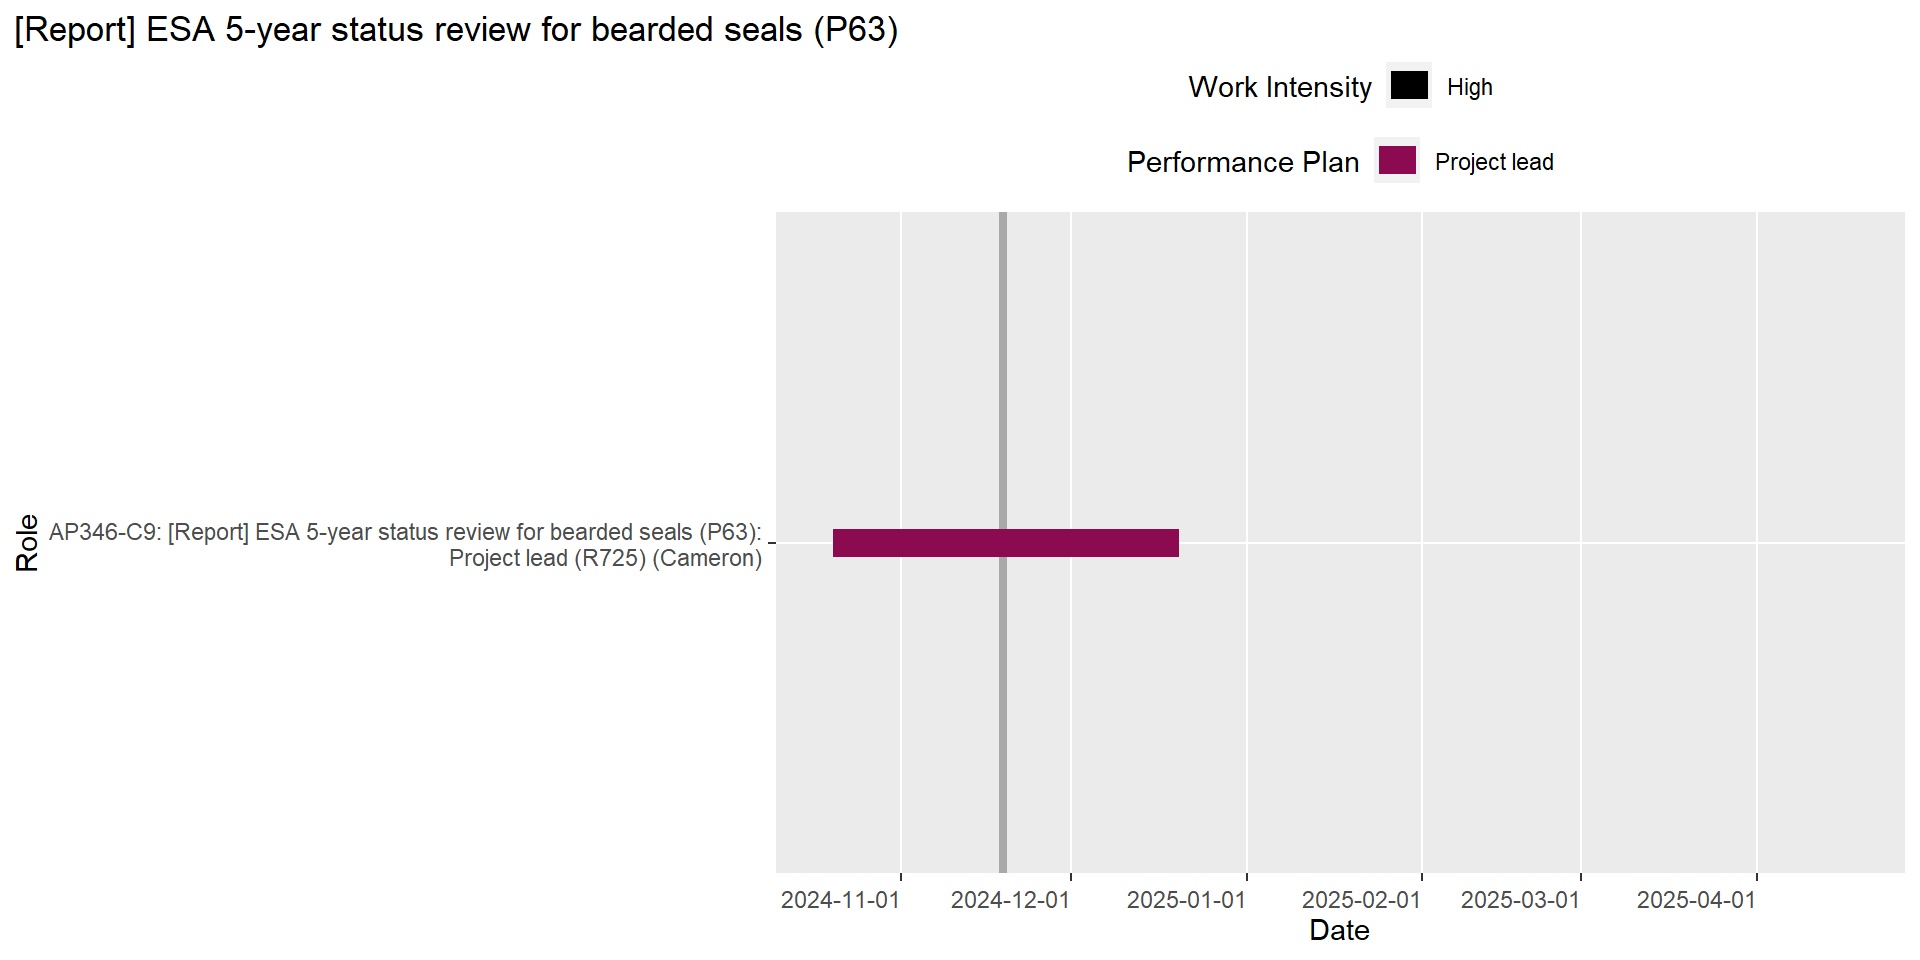 [Report] ESA 5-year status review for bearded seals (P63)
Work Intensity High
Performance Plan Project lead
Role
AP346-C9: [Report] ESA 5-year status review for bearded seals (P63):
Project lead (R725) (Cameron)
2024-11-01 2024-12-01 2025-01-01 2025-02-01 2025-03-01 2025-04-01
Date